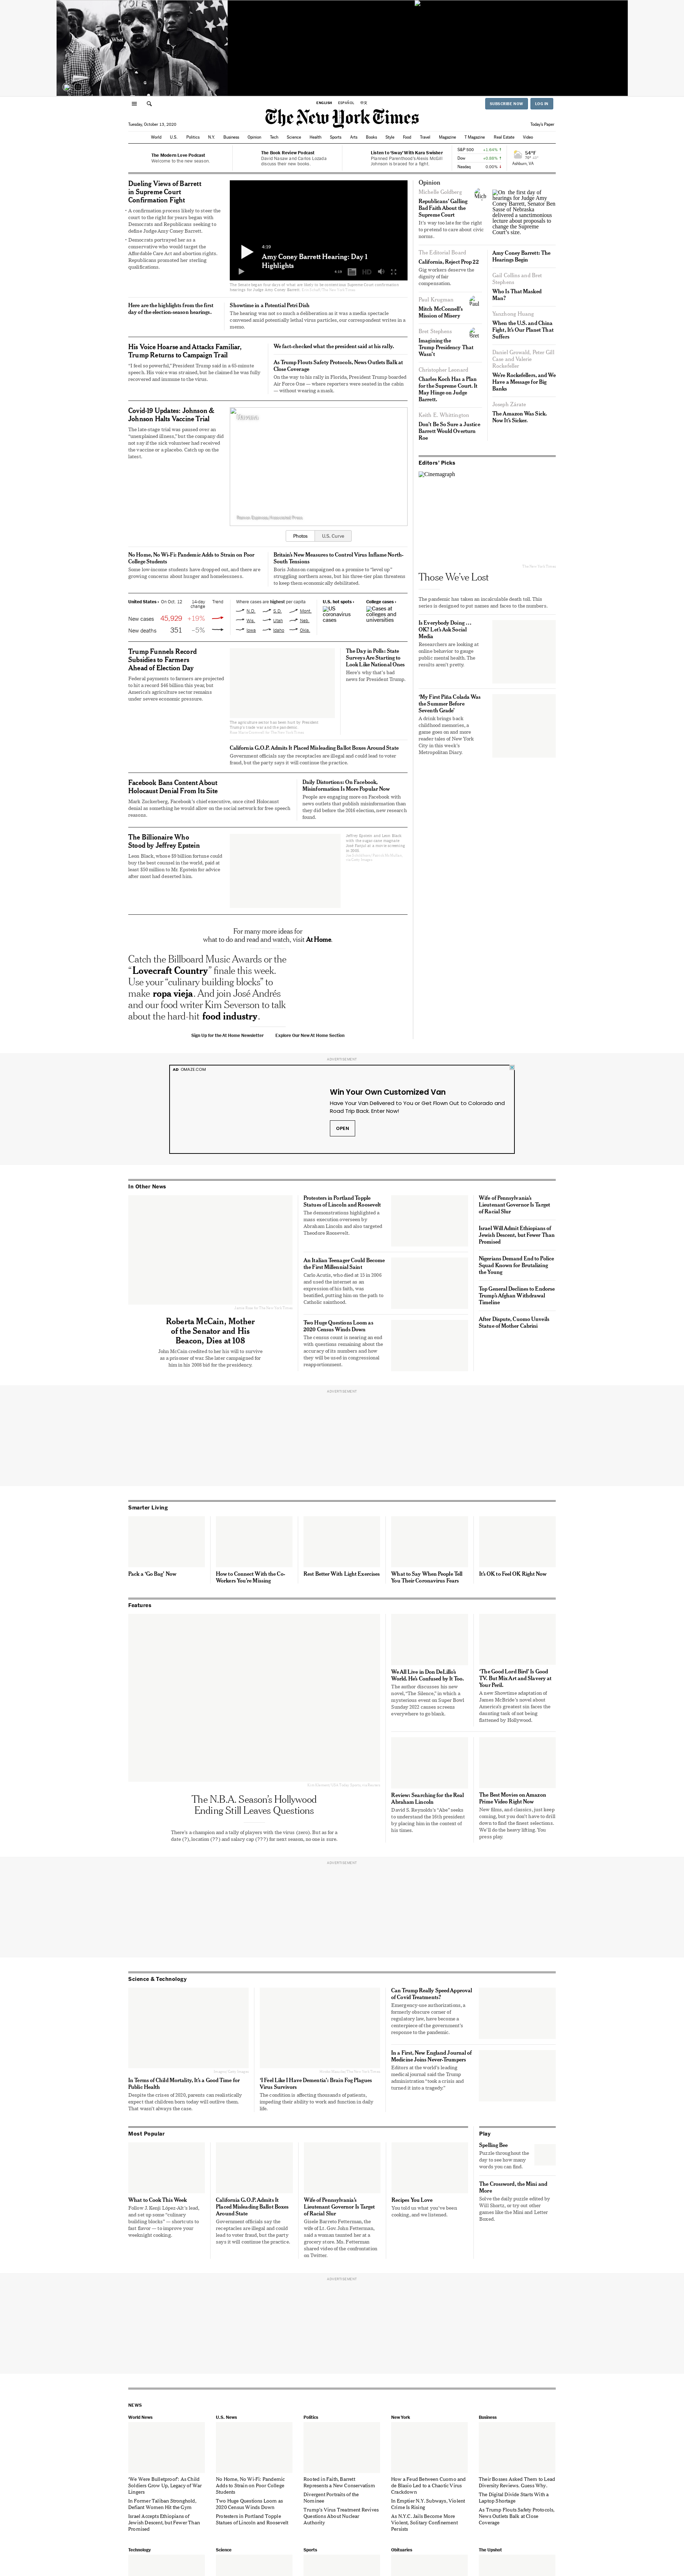 ENGLISH ESPAÑOL 中文
SUBSCRIBE NOW LOG IN
Tuesday, October 13, 2020
The New York Times
Today's Paper
World U.S. Politics N.Y. Business Opinion Tech Science Health Sports Arts Books Style Food Travel Magazine T Magazine Real Estate Video
The Modern Love Podcast
Welcome to the new season.
The Book Review Podcast
David Nasaw and Carlos Lozada discuss their new books.
Listen to 'Sway' With Kara Swisher
Planned Parenthood's Alexis McGill Johnson is braced for a fight.
S&P 500 +1.64%
Dow +0.88%
Nasdaq 0.00%
54°F
Ashburn, VA
Dueling Views of Barrett
in Supreme Court
Confirmation Fight
A confirmation process likely to steer the
court to the right for years began with
Democrats and Republicans seeking to
define Judge Amy Coney Barrett.
Democrats portrayed her as a
conservative who would target the
Affordable Care Act and abortion rights.
Republicans promoted her sterling
qualifications.
4:19
Amy Coney Barrett Hearing: Day 1
Highlights
Here are the highlights from the first
day of the election-season hearings.
Showtime in a Potential Petri Dish
The hearing was not so much a deliberation as it was a media spectacle
convened amid potentially deadly viral particles, our correspondent writes in a
memo.
His Voice Hoarse and Attacks Familiar,
Trump Returns to Campaign Trail
"I feel so powerful," President Trump said in a 65-minute
speech. His voice was strained, but he claimed he was fully
recovered and immune to the virus.
We fact-checked what the president said at his rally.
As Trump Flouts Safety Protocols, News Outlets Balk at
Close Coverage
On the way to his rally in Florida, President Trump boarded
Air Force One — where reporters were seated in the cabin
— without wearing a mask.
Covid-19 Updates: Johnson &
Johnson Halts Vaccine Trial
The late-stage trial was paused over an
"unexplained illness," but the company did
not say if the sick volunteer had received
the vaccine or a placebo. Catch up on the
latest.
Photos U.S. Curve
No Home, No Wi-Fi: Pandemic Adds to Strain on Poor
College Students
Some low-income students have dropped out, and there are
growing concerns about hunger and homelessness.
Britain's New Measures to Control Virus Inflame North-
South Tensions
Boris Johnson campaigned on a promise to "level up"
struggling northern areas, but his three-tier plan threatens
to keep them economically debilitated.
United States › On Oct. 12 14-day change Trend
New cases 45,929 +19%
New deaths 351 –5%
Where cases are highest per capita
N.D. S.D. Mont.
Wis. Utah Neb.
Iowa Idaho Okla.
U.S. hot spots ›
US coronavirus cases
College cases ›
Cases at colleges and universities
Trump Funnels Record
Subsidies to Farmers
Ahead of Election Day
Federal payments to farmers are projected
to hit a record $46 billion this year, but
America's agriculture sector remains
under severe economic pressure.
The agriculture sector has been hurt by President
Trump's trade war and the pandemic.
The Day in Polls: State
Surveys Are Starting to
Look Like National Ones
Here's why that's bad
news for President Trump.
California G.O.P. Admits It Placed Misleading Ballot Boxes Around State
Government officials say the receptacles are illegal and could lead to voter
fraud, but the party says it will continue the practice.
Facebook Bans Content About
Holocaust Denial From Its Site
Mark Zuckerberg, Facebook's chief executive, once cited Holocaust
denial as something he would allow on the social network for free speech
reasons.
Daily Distortions: On Facebook,
Misinformation Is More Popular Now
People are engaging more on Facebook with
news outlets that publish misinformation than
they did before the 2016 election, new research
found.
The Billionaire Who
Stood by Jeffrey Epstein
Leon Black, whose $9 billion fortune could
buy the best counsel in the world, paid at
least $50 million to Mr. Epstein for advice
after most had deserted him.
For many more ideas for
what to do and read and watch, visit At Home.
Catch the Billboard Music Awards or the
"Lovecraft Country" finale this week.
Use your "culinary building blocks" to
make ropa vieja. And join José Andrés
and our food writer Kim Severson to talk
about the hard-hit food industry.
Sign Up for the At Home Newsletter Explore Our New At Home Section
Opinion
Michelle Goldberg
Republicans' Galling
Bad Faith About the
Supreme Court
It's way too late for the right
to pretend to care about civic
norms.
On the first day of hearings for Judge Amy Coney Barrett, Senator Ben Sasse of Nebraska delivered a sanctimonious lecture about proposals to change the Supreme Court's size.
The Editorial Board
California, Reject Prop 22
Gig workers deserve the
dignity of fair
compensation.
Paul Krugman
Mitch McConnell's
Mission of Misery
Bret Stephens
Imagining the
Trump Presidency That
Wasn't
Christopher Leonard
Charles Koch Has a Plan
for the Supreme Court. It
May Hinge on Judge
Barrett.
Keith E. Whittington
Don't Be So Sure a Justice
Barrett Would Overturn
Roe
Amy Coney Barrett: The
Hearings Begin
Gail Collins and Bret
Stephens
Who Is That Masked
Man?
Yanzhong Huang
When the U.S. and China
Fight, It's Our Planet That
Suffers
Daniel Growald, Peter Gill
Case and Valerie
Rockefeller
We're Rockefellers, and We
Have a Message for Big
Banks
Joseph Zárate
The Amazon Was Sick.
Now It's Sicker.
Editors' Picks
Cinemagraph
Those We've Lost
The pandemic has taken an incalculable death toll. This
series is designed to put names and faces to the numbers.
Is Everybody Doing …
OK? Let's Ask Social
Media
Researchers are looking at
online behavior to gauge
public mental health. The
results aren't pretty.
'My First Piña Colada Was
the Summer Before
Seventh Grade'
A drink brings back
childhood memories, a
game goes on and more
reader tales of New York
City in this week's
Metropolitan Diary.
ADVERTISEMENT
AD OMAZE.COM
Win Your Own Customized Van
Have Your Van Delivered to You or Get Flown Out to Colorado and
Road Trip Back. Enter Now!
OPEN
In Other News
Roberta McCain, Mother
of the Senator and His
Beacon, Dies at 108
John McCain credited to her his will to survive
as a prisoner of war. She later campaigned for
him in his 2008 bid for the presidency.
Protesters in Portland Topple
Statues of Lincoln and Roosevelt
The demonstrations highlighted a
mass execution overseen by
Abraham Lincoln and also targeted
Theodore Roosevelt.
An Italian Teenager Could Become
the First Millennial Saint
Carlo Acutis, who died at 15 in 2006
and used the internet as an
expression of his faith, was
beatified, putting him on the path to
Catholic sainthood.
Two Huge Questions Loom as
2020 Census Winds Down
The census count is nearing an end
with questions remaining about the
accuracy of its numbers and how
they will be used in congressional
reapportionment.
Wife of Pennsylvania's
Lieutenant Governor Is Target
of Racial Slur
Israel Will Admit Ethiopians of
Jewish Descent, but Fewer Than
Promised
Nigerians Demand End to Police
Squad Known for Brutalizing
the Young
Top General Declines to Endorse
Trump's Afghan Withdrawal
Timeline
After Dispute, Cuomo Unveils
Statue of Mother Cabrini
ADVERTISEMENT
Smarter Living
Pack a 'Go Bag' Now
How to Connect With the Co-
Workers You're Missing
Rest Better With Light Exercises
What to Say When People Tell
You Their Coronavirus Fears
It's OK to Feel OK Right Now
Features
The N.B.A. Season's Hollywood
Ending Still Leaves Questions
There's a champion and a tally of players with the virus (zero). But as for a
date (?), location (??) and salary cap (???) for next season, no one is sure.
We All Live in Don DeLillo's
World. He's Confused by It Too.
The author discusses his new
novel, "The Silence," in which a
mysterious event on Super Bowl
Sunday 2022 causes screens
everywhere to go blank.
'The Good Lord Bird' Is Good
TV. But Mix Art and Slavery at
Your Peril.
A new Showtime adaptation of
James McBride's novel about
America's greatest sin faces the
daunting task of not being
flattened by Hollywood.
Review: Searching for the Real
Abraham Lincoln
David S. Reynolds's "Abe" seeks
to understand the 16th president
by placing him in the context of
his times.
The Best Movies on Amazon
Prime Video Right Now
New films, and classics, just keep
coming, but you don't have to drill
down to find the finest selections.
We'll do the heavy lifting. You
press play.
ADVERTISEMENT
Science & Technology
In Terms of Child Mortality, It's a Good Time for
Public Health
Despite the crises of 2020, parents can realistically
expect that children born today will outlive them.
That wasn't always the case.
'I Feel Like I Have Dementia': Brain Fog Plagues
Virus Survivors
The condition is affecting thousands of patients,
impeding their ability to work and function in daily
life.
Can Trump Really Speed Approval
of Covid Treatments?
Emergency-use authorizations, a
formerly obscure corner of
regulatory law, have become a
centerpiece of the government's
response to the pandemic.
In a First, New England Journal of
Medicine Joins Never-Trumpers
Editors at the world's leading
medical journal said the Trump
administration "took a crisis and
turned it into a tragedy."
Most Popular
What to Cook This Week
Follow J. Kenji López-Alt's lead,
and set up some "culinary
building blocks" — shortcuts to
fast flavor — to improve your
weeknight cooking.
California G.O.P. Admits It
Placed Misleading Ballot Boxes
Around State
Government officials say the
receptacles are illegal and could
lead to voter fraud, but the party
says it will continue the practice.
Wife of Pennsylvania's
Lieutenant Governor Is Target
of Racial Slur
Gisele Barreto Fetterman, the
wife of Lt. Gov. John Fetterman,
said a woman taunted her at a
grocery store. Ms. Fetterman
shared video of the confrontation
on Twitter.
Recipes You Love
You told us what you've been
cooking, and we listened.
Play
Spelling Bee
Puzzle throughout the
day to see how many
words you can find.
The Crossword, the Mini and
More
Solve the daily puzzle edited by
Will Shortz, or try out other
games like the Mini and Letter
Boxed.
ADVERTISEMENT
NEWS
World News
'We Were Bulletproof': As Child
Soldiers Grow Up, Legacy of War
Lingers
In Former Taliban Stronghold,
Defiant Women Hit the Gym
Israel Accepts Ethiopians of
Jewish Descent, but Fewer Than
Promised
U.S. News
No Home, No Wi-Fi: Pandemic
Adds to Strain on Poor College
Students
Two Huge Questions Loom as
2020 Census Winds Down
Protesters in Portland Topple
Statues of Lincoln and Roosevelt
Politics
Rooted in Faith, Barrett
Represents a New Conservatism
Divergent Portraits of the
Nominee
Trump's Virus Treatment Revives
Questions About Nuclear
Authority
New York
How a Feud Between Cuomo and
de Blasio Led to a Chaotic Virus
Crackdown
In Emptier N.Y. Subways, Violent
Crime Is Rising
As N.Y.C. Jails Become More
Violent, Solitary Confinement
Persists
Business
Their Bosses Asked Them to Lead
Diversity Reviews. Guess Why.
The Digital Divide Starts With a
Laptop Shortage
As Trump Flouts Safety Protocols,
News Outlets Balk at Close
Coverage
Technology Science Sports Obituaries The Upshot